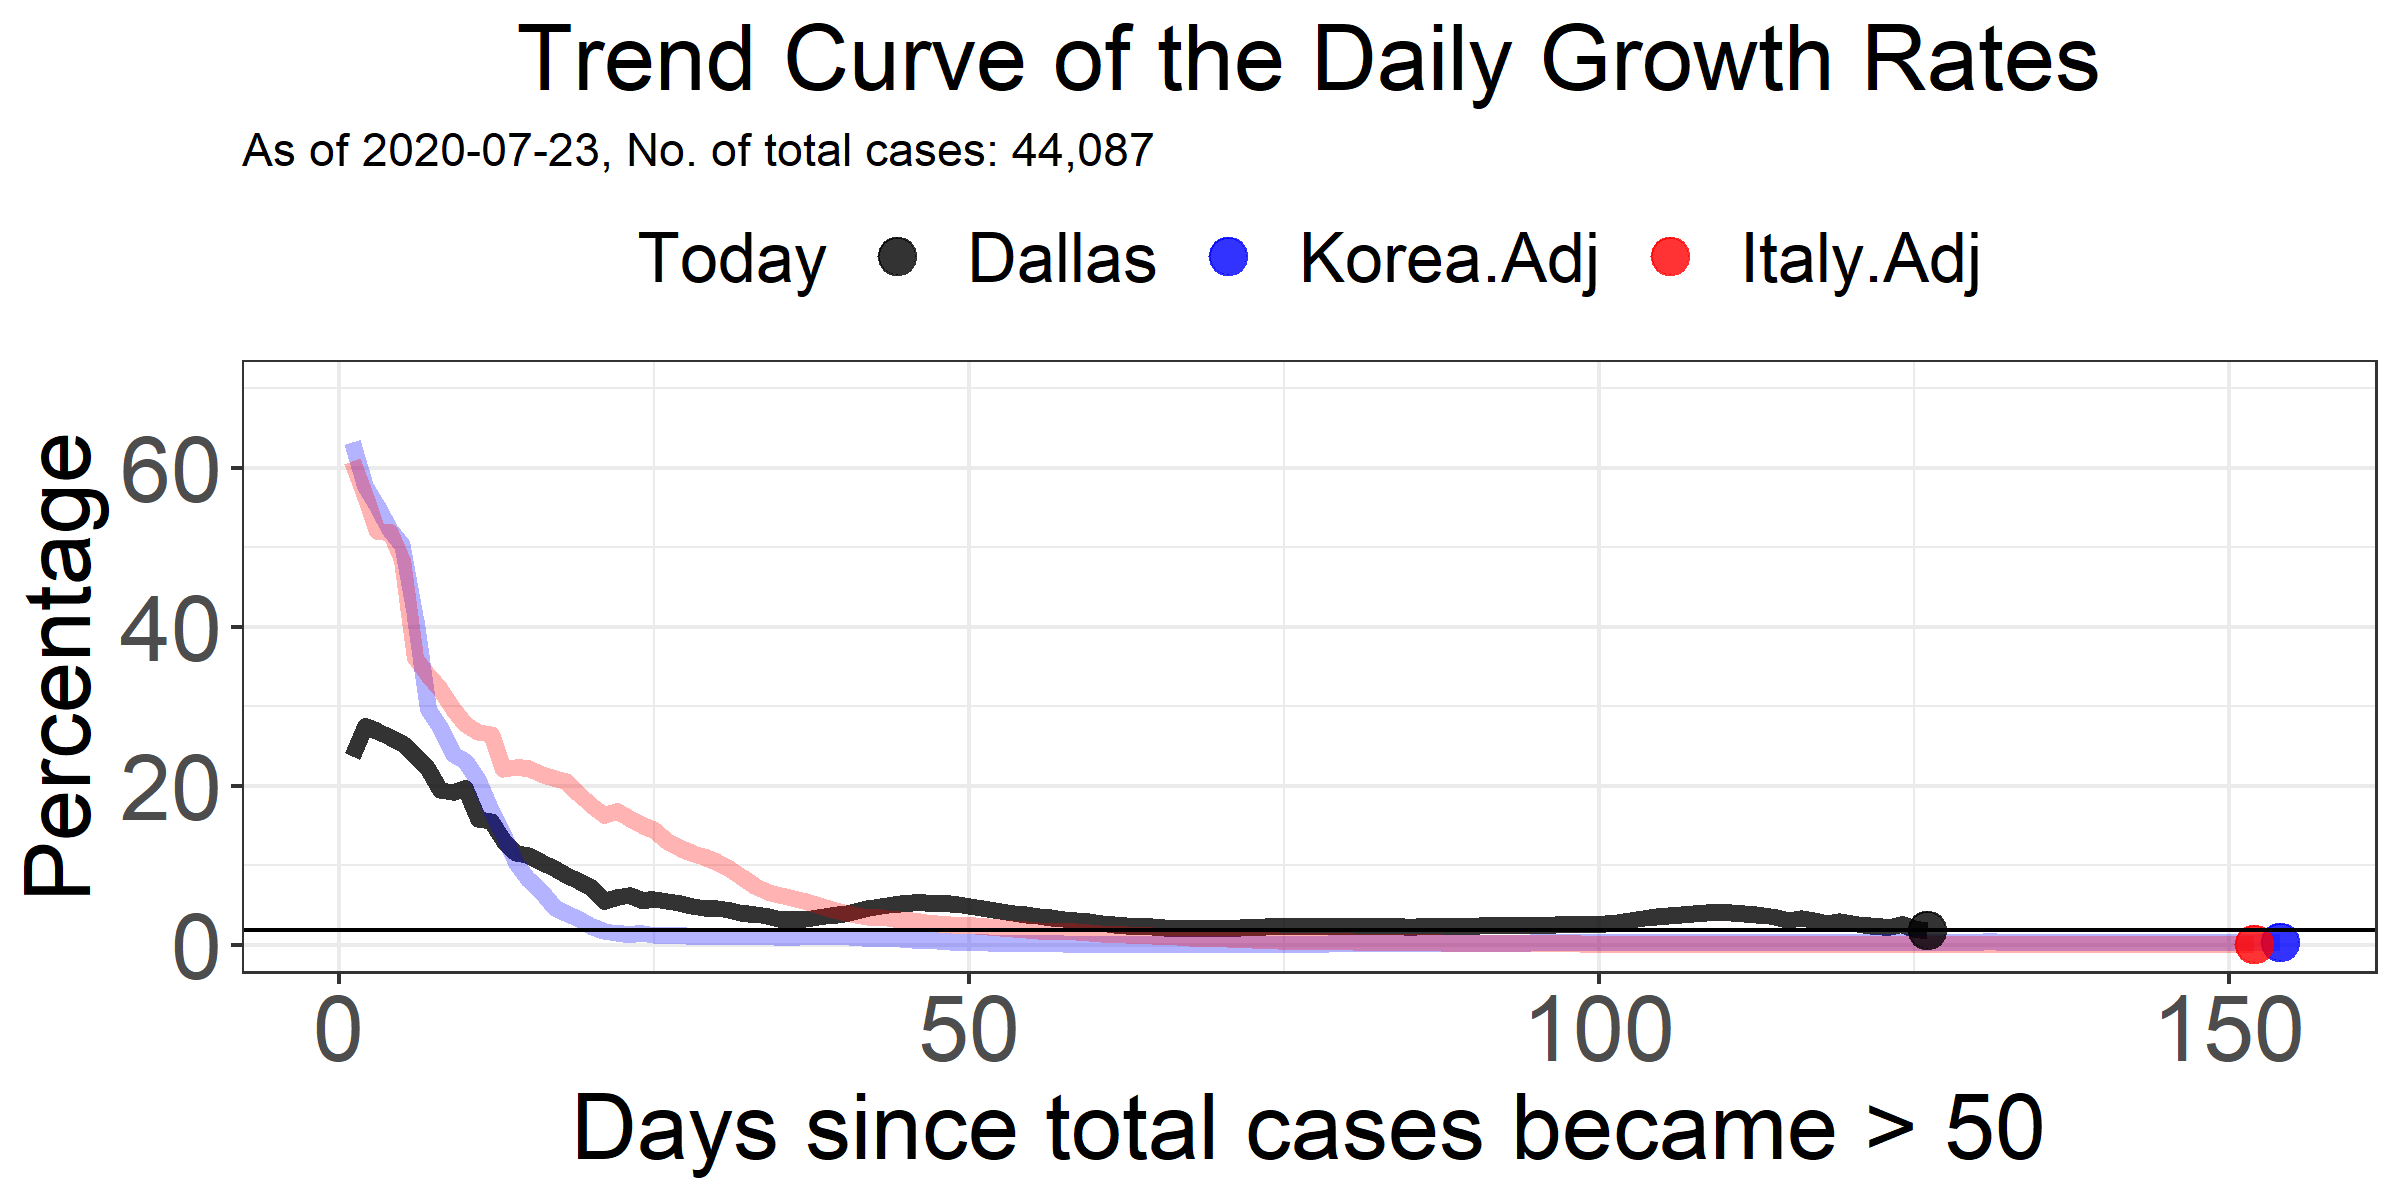 Trend Curve of the Daily Growth Rates
As of 2020-07-23, No. of total cases: 44,087
Today Dallas Korea.Adj Italy.Adj
Percentage
60
40
20
0
0 50 100 150
Days since total cases became > 50